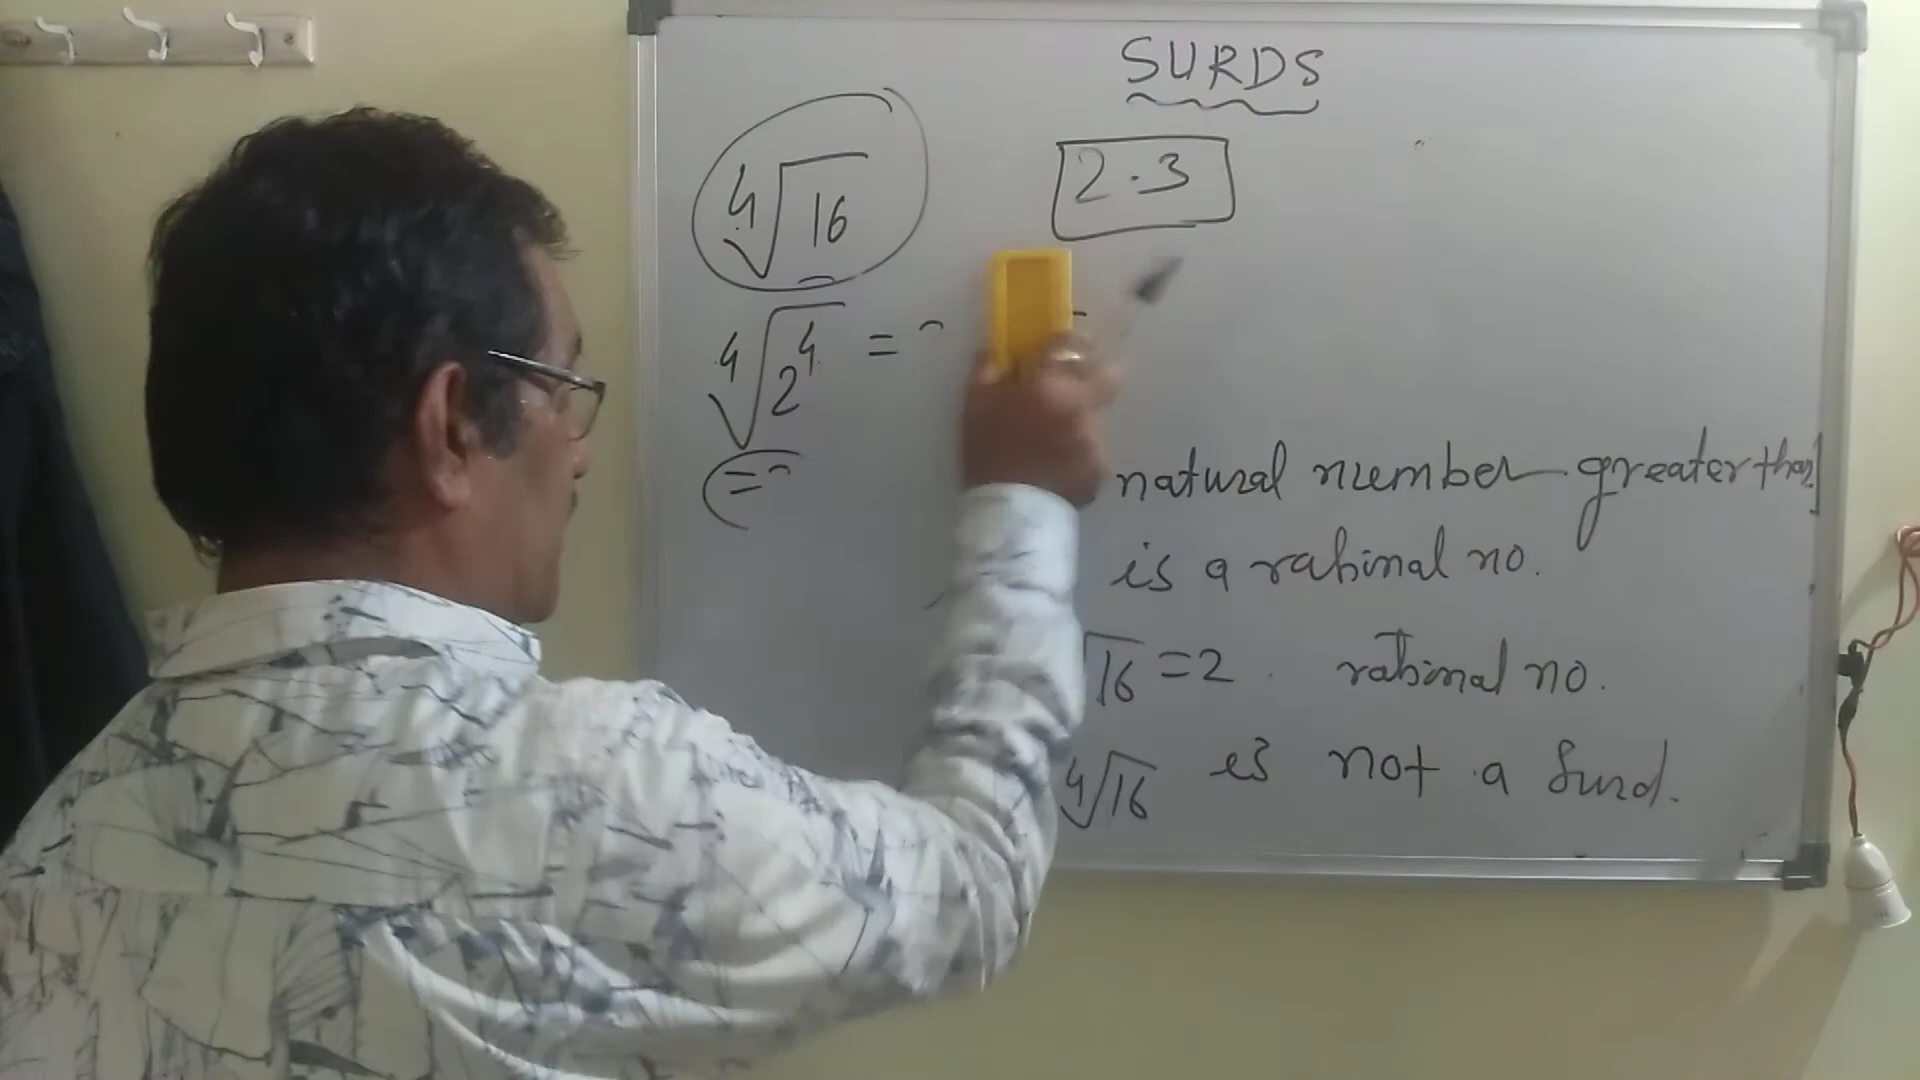 SURDS
⁴√16
2.3
⁴√2⁴ =
=
natural number greater than 1
is a rational no.
√16 = 2. rational no.
⁴√16 is not a surd.